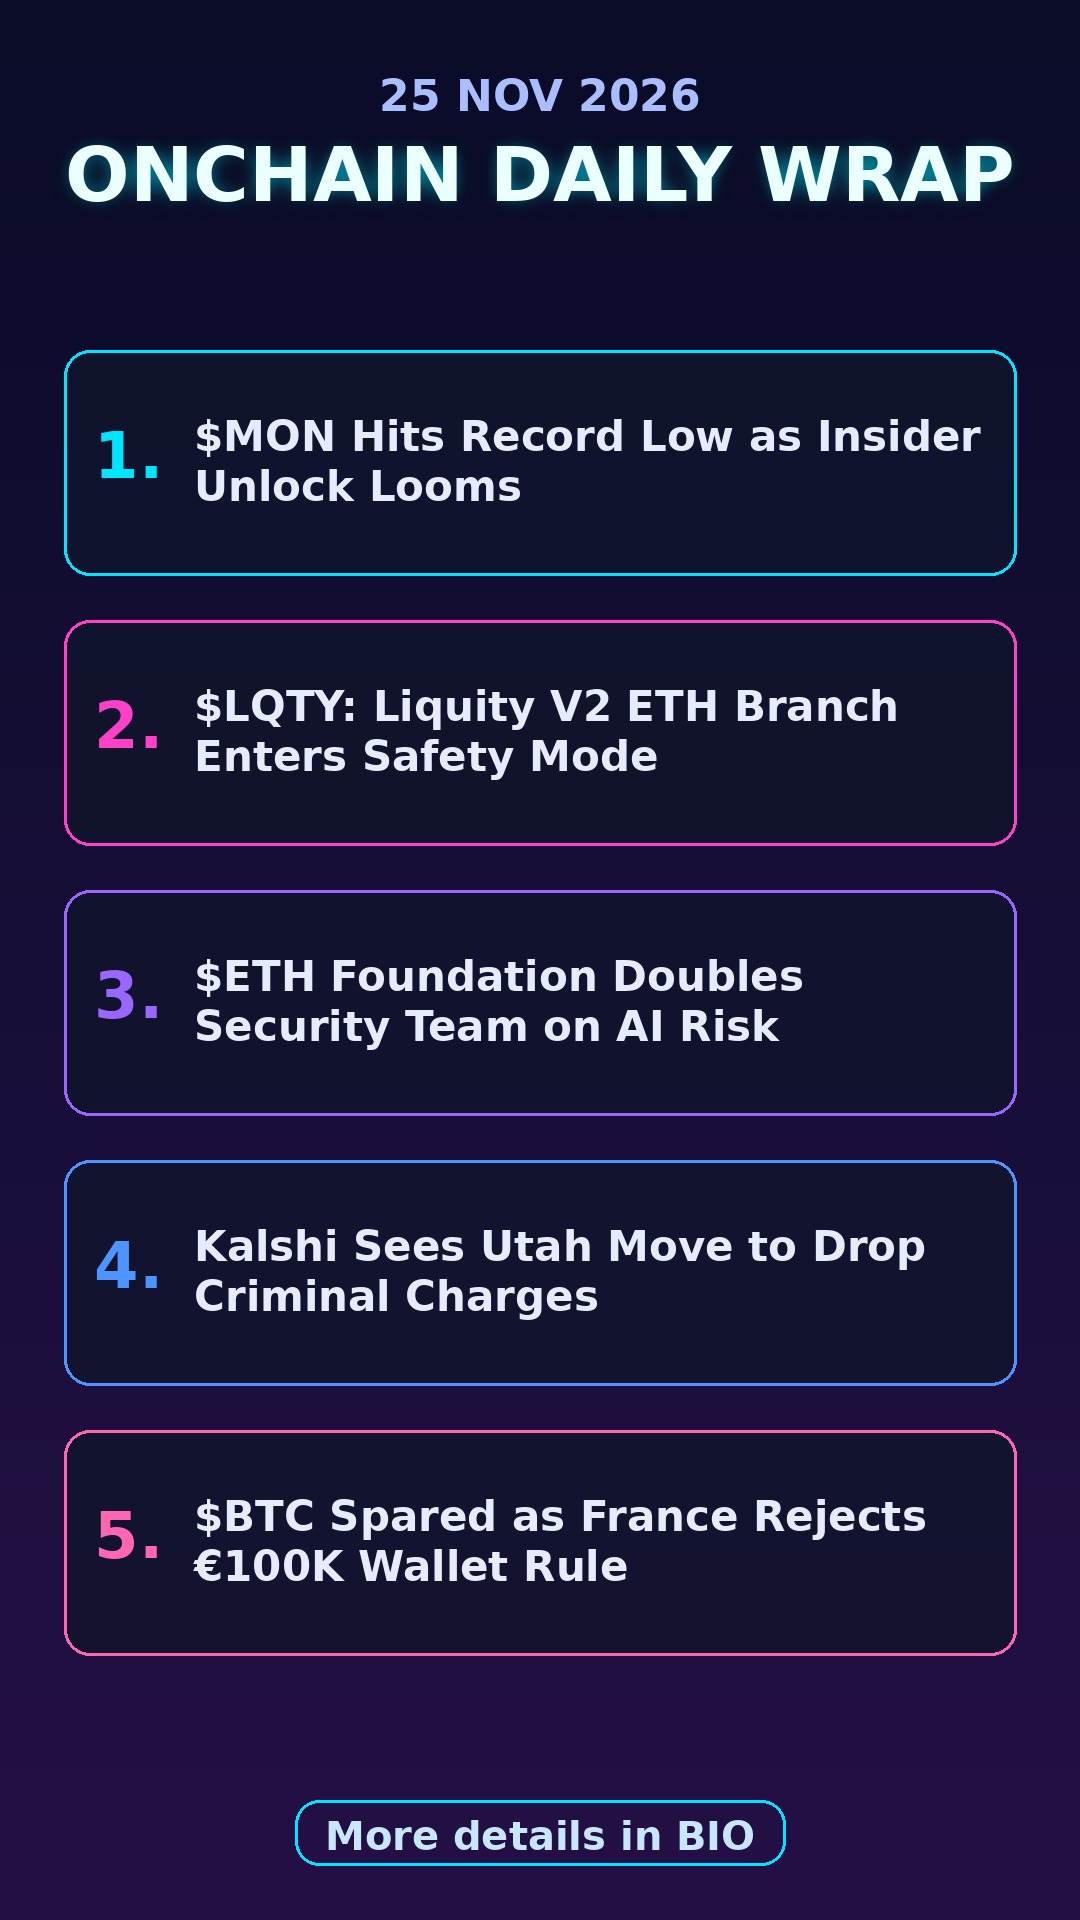 25 NOV 2026
ONCHAIN DAILY WRAP
1. $MON Hits Record Low as Insider
Unlock Looms
2. $LQTY: Liquity V2 ETH Branch
Enters Safety Mode
3. $ETH Foundation Doubles
Security Team on AI Risk
4. Kalshi Sees Utah Move to Drop
Criminal Charges
5. $BTC Spared as France Rejects
€100K Wallet Rule
More details in BIO